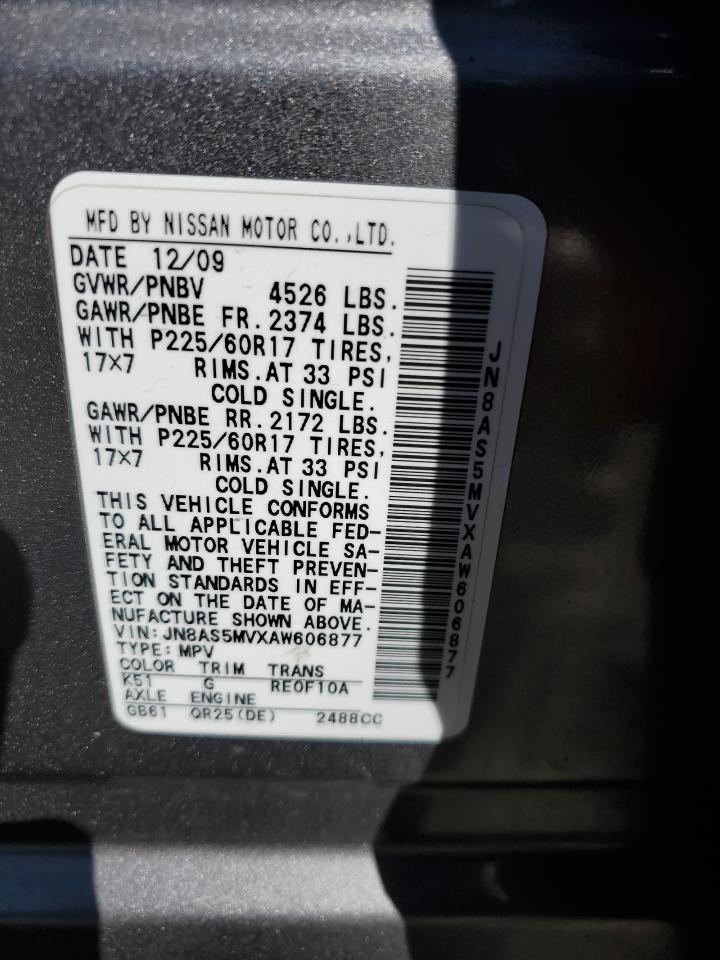 MFD BY NISSAN MOTOR CO.,LTD.
DATE 12/09
GVWR/PNBV 4526 LBS.
GAWR/PNBE FR.2374 LBS.
WITH P225/60R17 TIRES,
17X7 RIMS.AT 33 PSI
COLD SINGLE.
GAWR/PNBE RR.2172 LBS.
WITH P225/60R17 TIRES,
17X7 RIMS.AT 33 PSI
COLD SINGLE.
THIS VEHICLE CONFORMS
TO ALL APPLICABLE FED-
ERAL MOTOR VEHICLE SA-
FETY AND THEFT PREVEN-
TION STANDARDS IN EFF-
ECT ON THE DATE OF MA-
NUFACTURE SHOWN ABOVE.
VIN:JN8AS5MVXAW606877
TYPE:MPV
COLOR TRIM TRANS
K51 G RE0F10A
AXLE ENGINE
GB61 QR25(DE) 2488CC
JN8AS5MVXAW606877